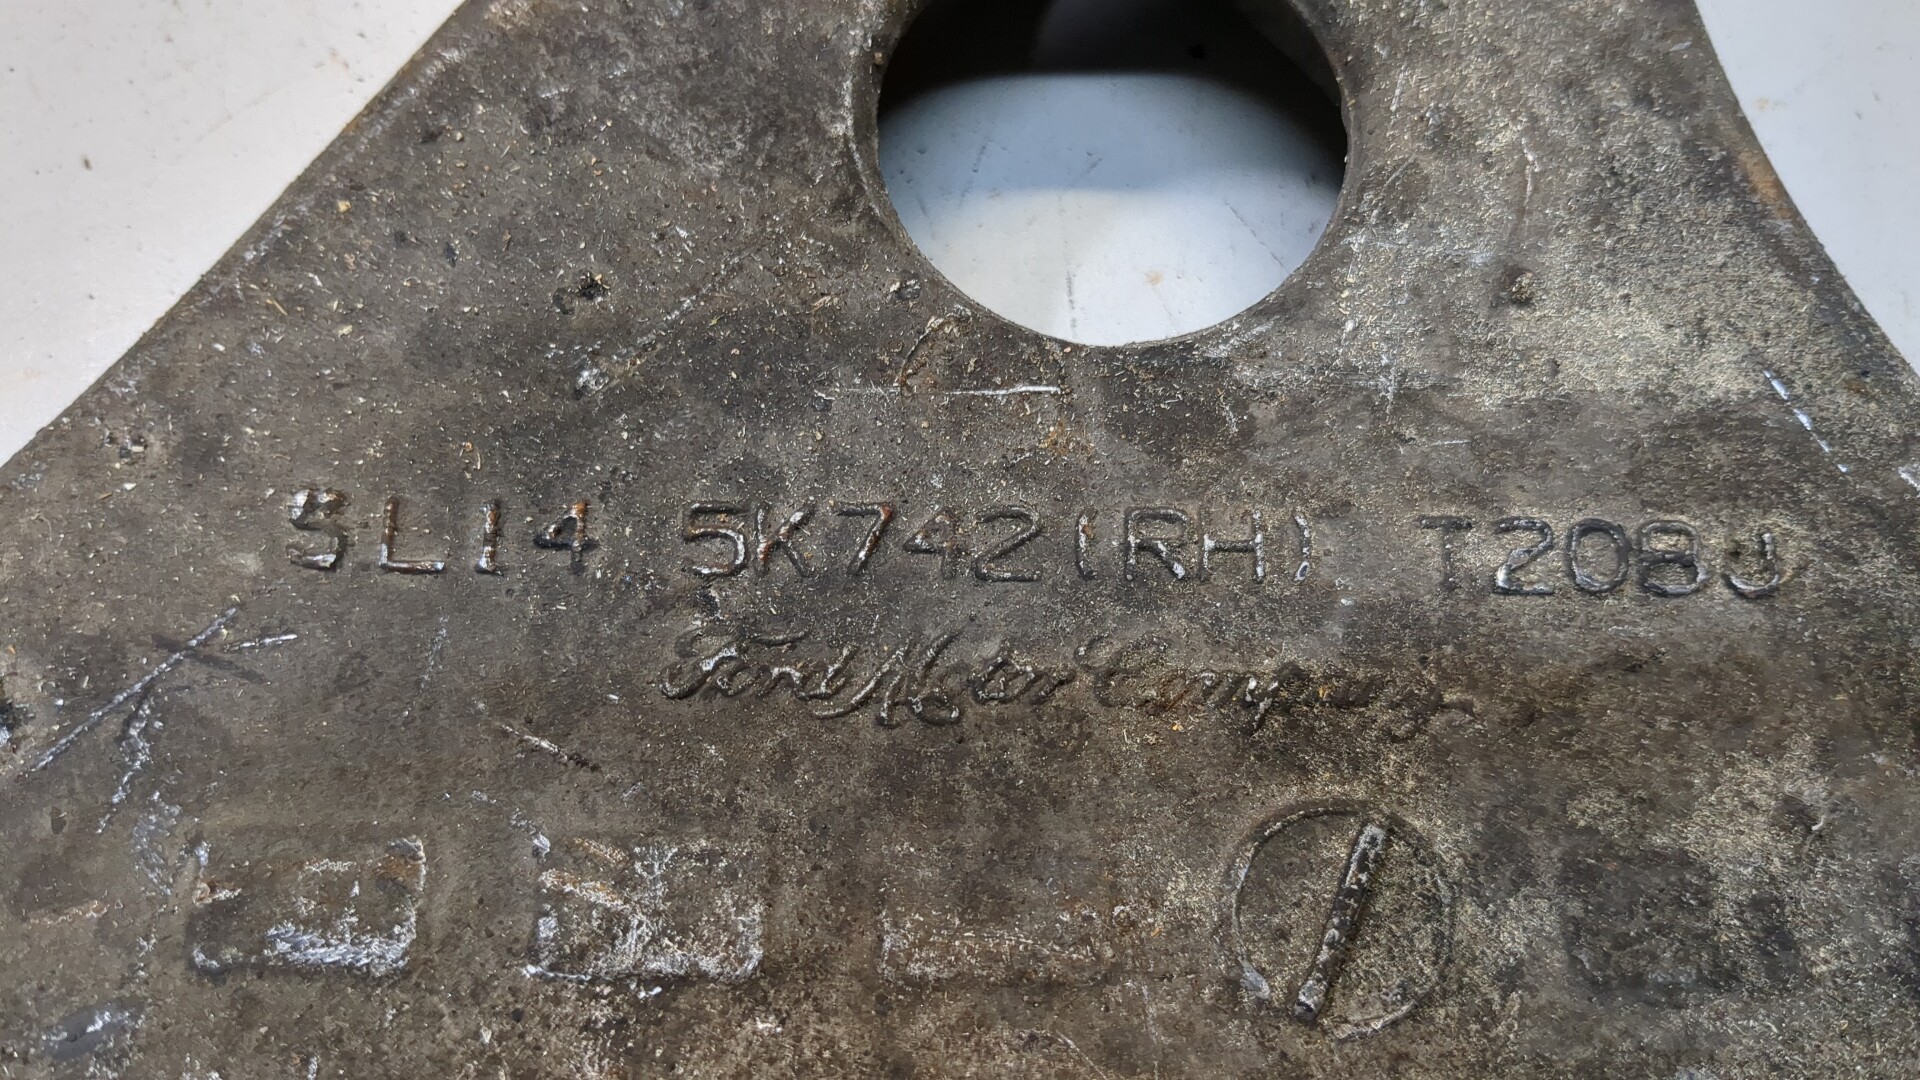 5L14 5K742(RH) T208J
Ford Motor Company